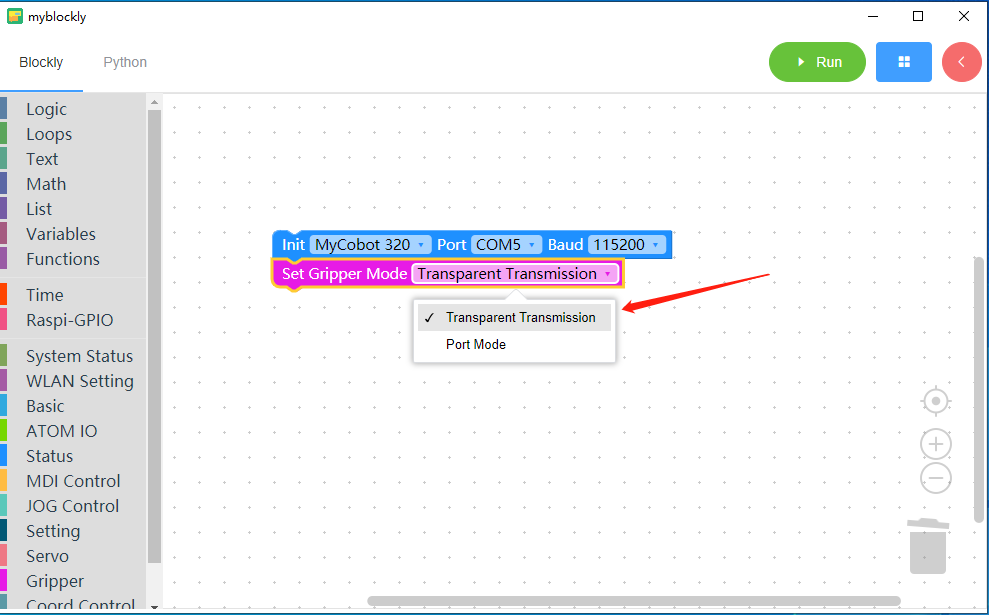 myblockly
Blockly
Python
Run
Logic
Loops
Text
Math
List
Variables
Functions
Time
Raspi-GPIO
System Status
WLAN Setting
Basic
ATOM IO
Status
MDI Control
JOG Control
Setting
Servo
Gripper
Coord Control
Init MyCobot 320 Port COM5 Baud 115200
Set Gripper Mode Transparent Transmission
✓ Transparent Transmission
Port Mode